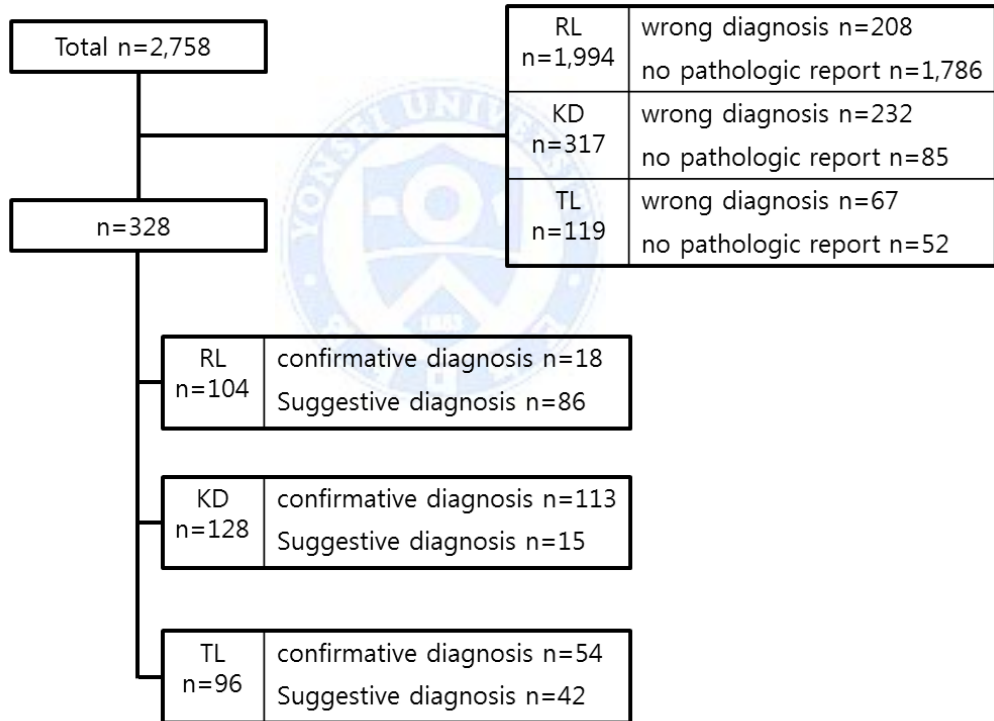 Total n=2,758
RL
n=1,994
wrong diagnosis n=208
no pathologic report n=1,786
KD
n=317
wrong diagnosis n=232
no pathologic report n=85
TL
n=119
wrong diagnosis n=67
no pathologic report n=52
n=328
YONSEI UNIVERSITY
1885
RL
n=104
confirmative diagnosis n=18
Suggestive diagnosis n=86
KD
n=128
confirmative diagnosis n=113
Suggestive diagnosis n=15
TL
n=96
confirmative diagnosis n=54
Suggestive diagnosis n=42